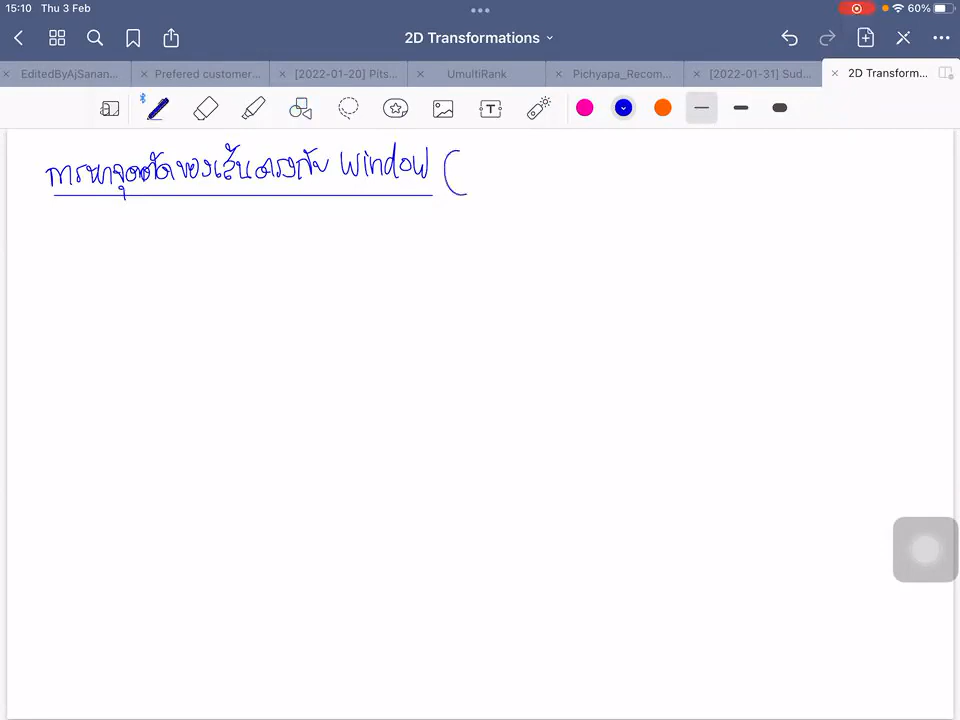 15:10 Thu 3 Feb
60%
2D Transformations
EditedByAjSanan...
Prefered customer...
[2022-01-20] Pits...
UmultiRank
Pichyapa_Recom...
[2022-01-31] Sud...
2D Transform...
T
การหาจุดตัดของเส้นตรงกับ window (